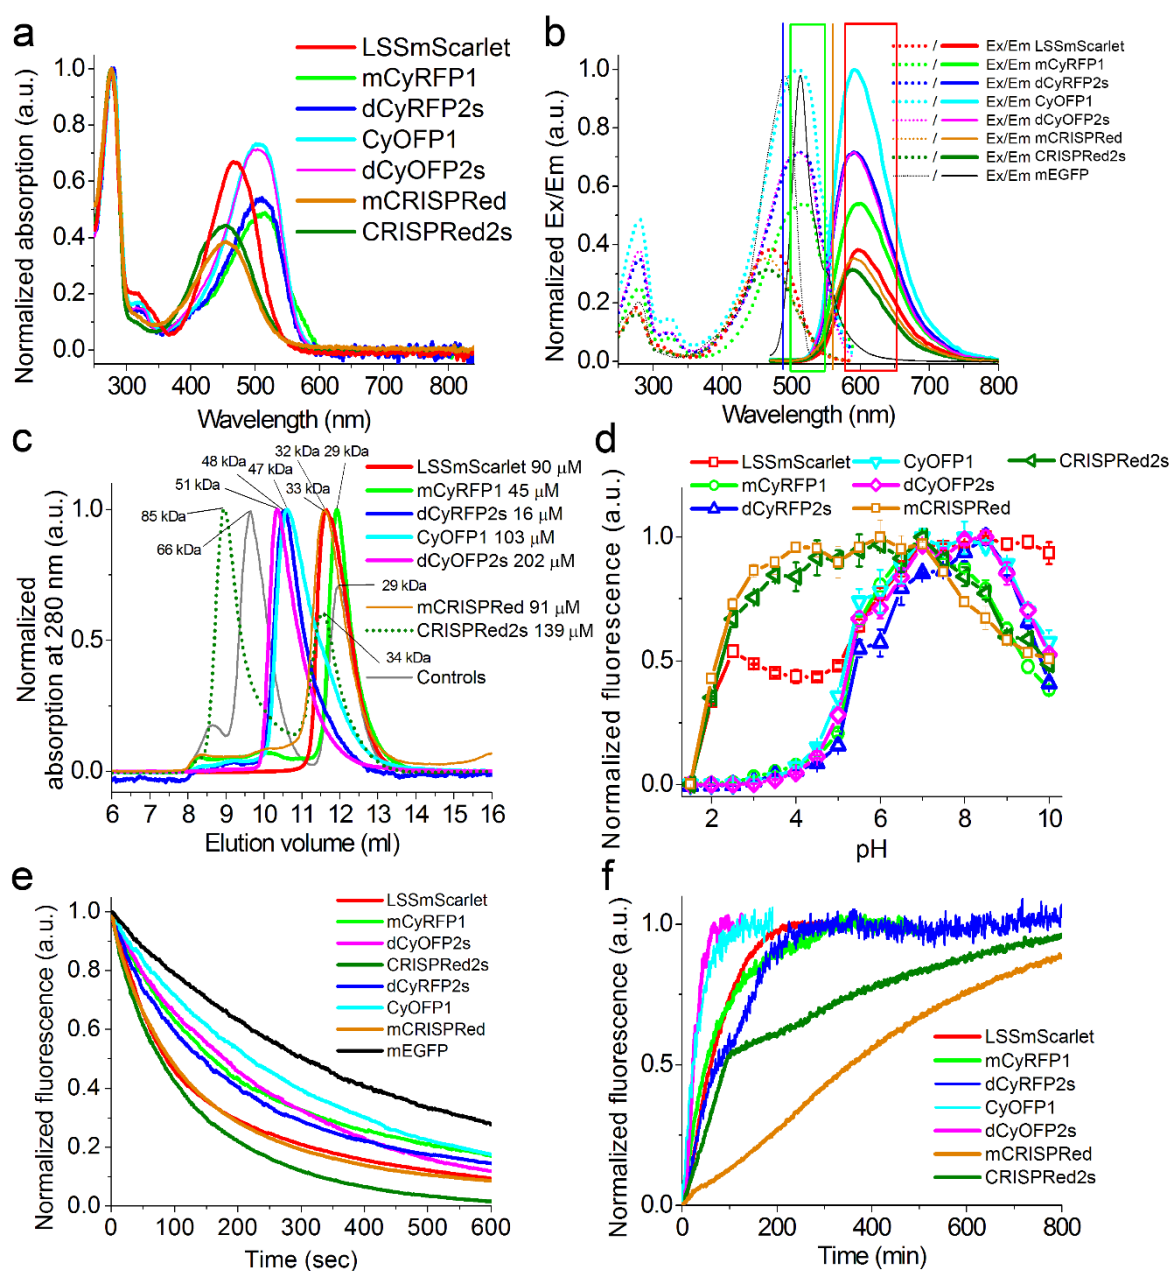 a
LSSmScarlet
mCyRFP1
dCyRFP2s
CyOFP1
dCyOFP2s
mCRISPRed
CRISPRed2s
Normalized absorption (a.u.)
1.0
0.8
0.6
0.4
0.2
0.0
300 400 500 600 700 800
Wavelength (nm)
b
/ Ex/Em LSSmScarlet
/ Ex/Em mCyRFP1
/ Ex/Em dCyRFP2s
/ Ex/Em CyOFP1
/ Ex/Em dCyOFP2s
/ Ex/Em mCRISPRed
/ Ex/Em CRISPRed2s
/ Ex/Em mEGFP
Normalized Ex/Em (a.u.)
1.0
0.8
0.6
0.4
0.2
0.0
300 400 500 600 700 800
Wavelength (nm)
c
85 kDa
66 kDa
51 kDa
48 kDa
47 kDa
32 kDa
33 kDa
29 kDa
29 kDa
34 kDa
LSSmScarlet 90 μM
mCyRFP1 45 μM
dCyRFP2s 16 μM
CyOFP1 103 μM
dCyOFP2s 202 μM
mCRISPRed 91 μM
CRISPRed2s 139 μM
Controls
Normalized
absorption at 280 nm (a.u.)
1.0
0.5
0.0
6 7 8 9 10 11 12 13 14 15 16
Elution volume (ml)
d
LSSmScarlet
mCyRFP1
dCyRFP2s
CyOFP1
dCyOFP2s
mCRISPRed
CRISPRed2s
Normalized fluorescence (a.u.)
1.0
0.5
0.0
2 4 6 8 10
pH
e
LSSmScarlet
mCyRFP1
dCyOFP2s
CRISPRed2s
dCyRFP2s
CyOFP1
mCRISPRed
mEGFP
Normalized fluorescence (a.u.)
1.0
0.8
0.6
0.4
0.2
0.0
0 100 200 300 400 500 600
Time (sec)
f
LSSmScarlet
mCyRFP1
dCyRFP2s
CyOFP1
dCyOFP2s
mCRISPRed
CRISPRed2s
Normalized fluorescence (a.u.)
1.0
0.5
0.0
0 200 400 600 800
Time (min)